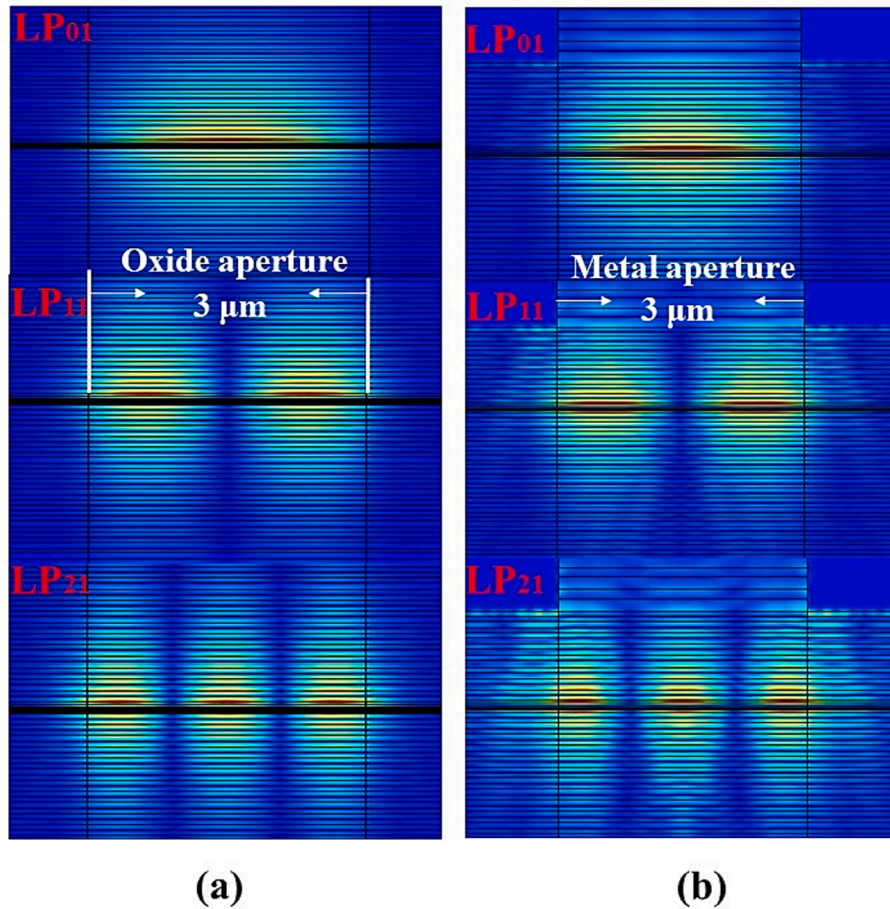 LP01
LP01
Oxide aperture
3 μm
Metal aperture
3 μm
LP11
LP11
LP21
LP21
(a)
(b)